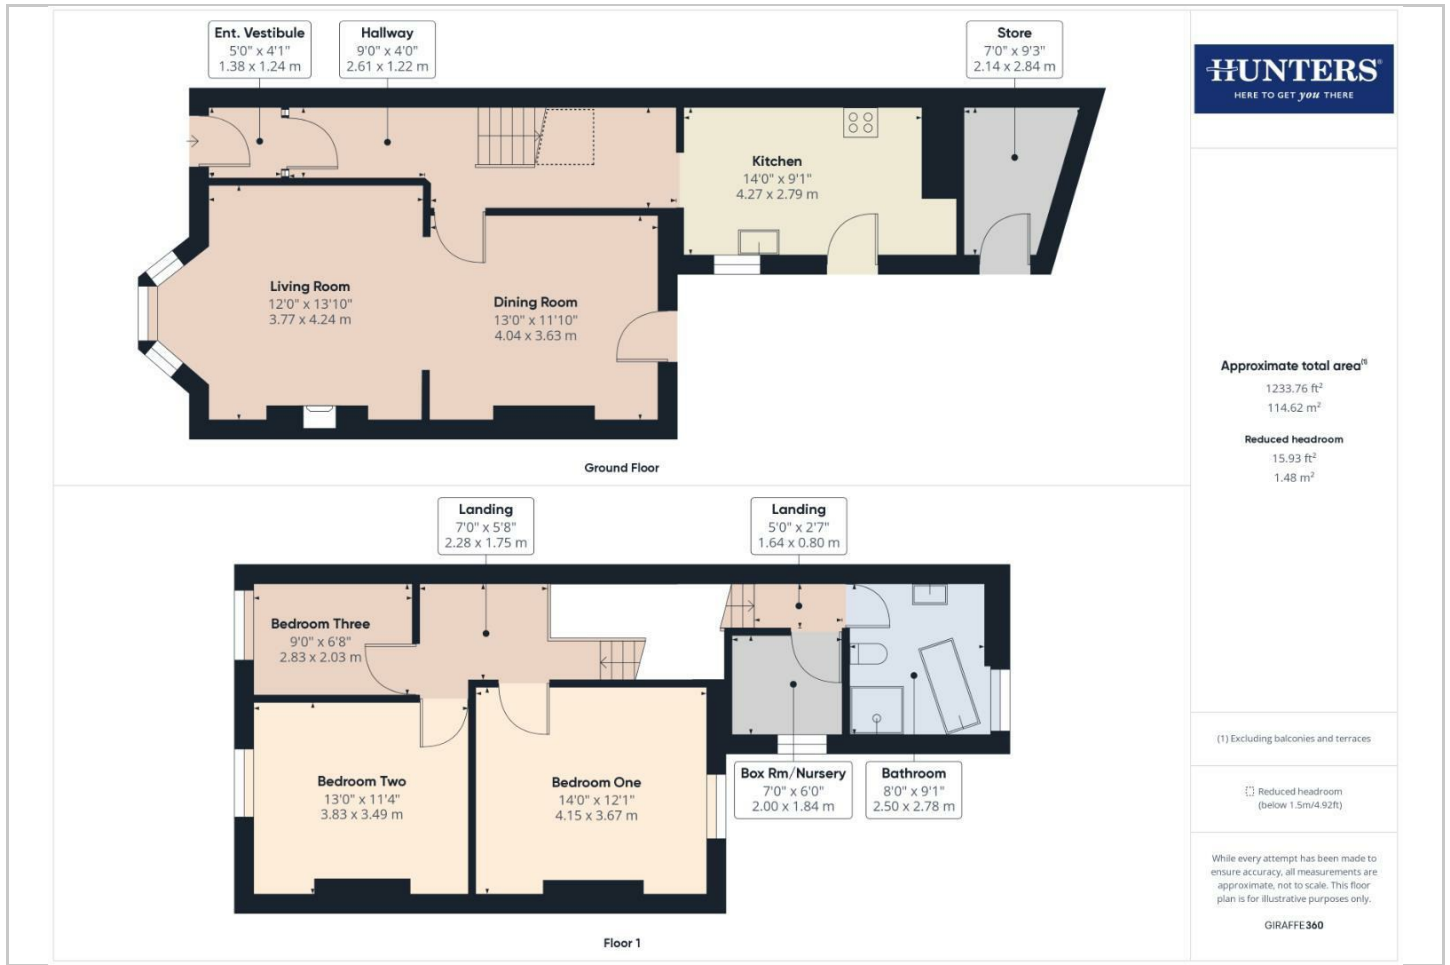 Ent. Vestibule
5'0" x 4'1"
1.38 x 1.24 m
Hallway
9'0" x 4'0"
2.61 x 1.22 m
Store
7'0" x 9'3"
2.14 x 2.84 m
Kitchen
14'0" x 9'1"
4.27 x 2.79 m
Living Room
12'0" x 13'10"
3.77 x 4.24 m
Dining Room
13'0" x 11'10"
4.04 x 3.63 m
Ground Floor
Landing
7'0" x 5'8"
2.28 x 1.75 m
Landing
5'0" x 2'7"
1.64 x 0.80 m
Bedroom Three
9'0" x 6'8"
2.83 x 2.03 m
Bedroom Two
13'0" x 11'4"
3.83 x 3.49 m
Bedroom One
14'0" x 12'1"
4.15 x 3.67 m
Box Rm/Nursery
7'0" x 6'0"
2.00 x 1.84 m
Bathroom
8'0" x 9'1"
2.50 x 2.78 m
Floor 1
HUNTERS®
HERE TO GET you THERE
Approximate total area(1)
1233.76 ft²
114.62 m²
Reduced headroom
15.93 ft²
1.48 m²
(1) Excluding balconies and terraces
Reduced headroom
(below 1.5m/4.92ft)
While every attempt has been made to
ensure accuracy, all measurements are
approximate, not to scale. This floor
plan is for illustrative purposes only.
GIRAFFE360